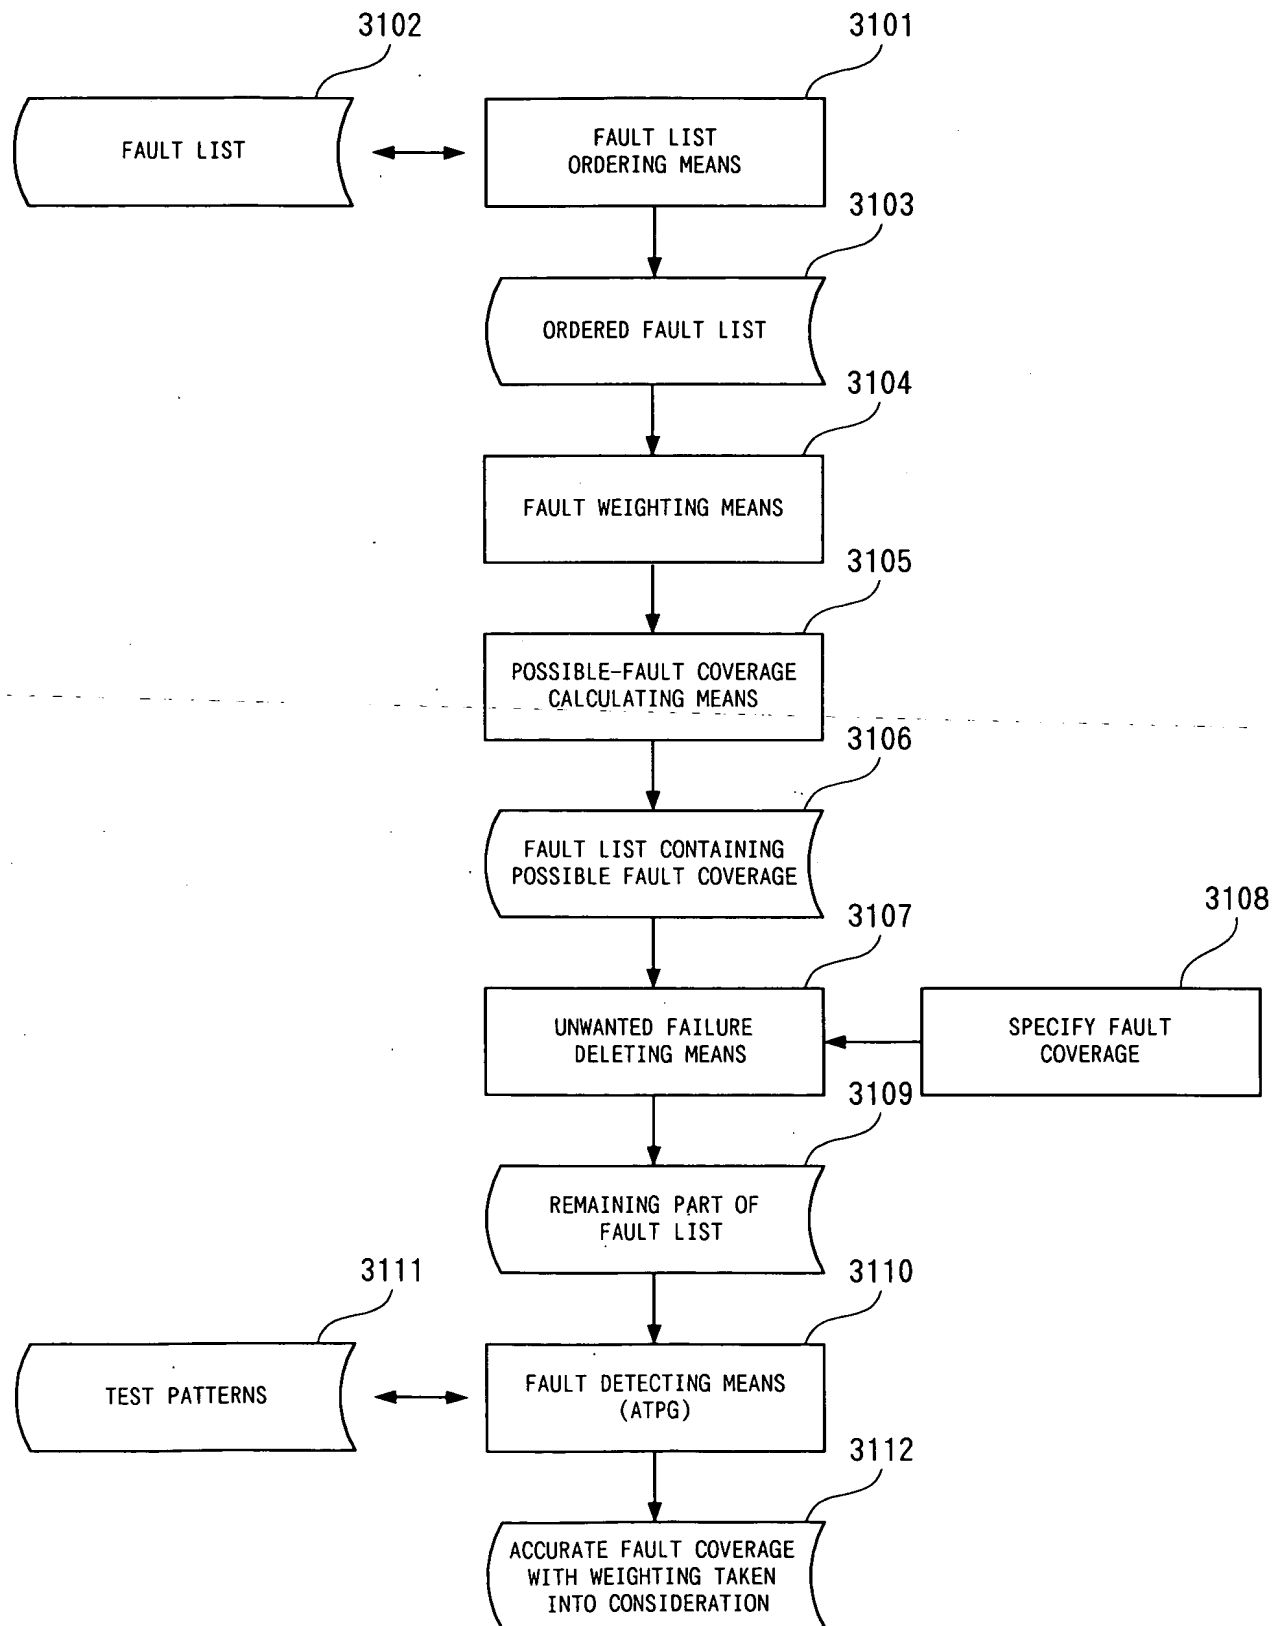 3102
3101
FAULT LIST
FAULT LIST
ORDERING MEANS
3103
ORDERED FAULT LIST
3104
FAULT WEIGHTING MEANS
3105
POSSIBLE-FAULT COVERAGE
CALCULATING MEANS
3106
FAULT LIST CONTAINING
POSSIBLE FAULT COVERAGE
3107
3108
UNWANTED FAILURE
DELETING MEANS
SPECIFY FAULT
COVERAGE
3109
REMAINING PART OF
FAULT LIST
3111
3110
TEST PATTERNS
FAULT DETECTING MEANS
(ATPG)
3112
ACCURATE FAULT COVERAGE
WITH WEIGHTING TAKEN
INTO CONSIDERATION